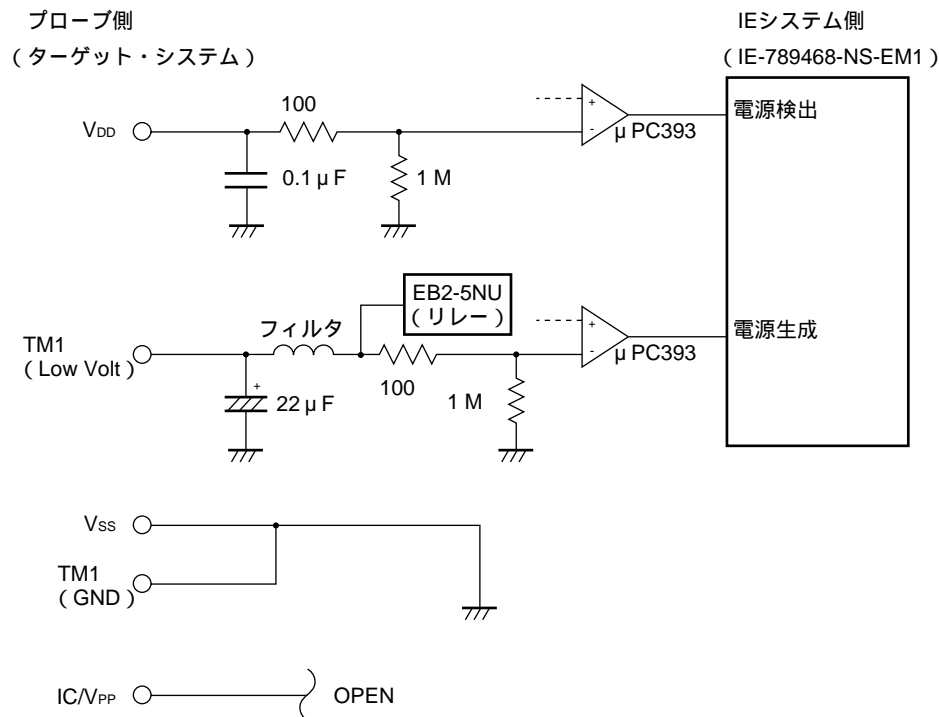 プローブ側
(ターゲット・システム)
IEシステム側
(IE-789468-NS-EM1)
VDD
100
0.1 μ F
1 M
+
-
μ PC393
電源検出
TM1
(Low Volt)
フィルタ
+
22 μ F
EB2-5NU
(リレー)
100
1 M
+
-
μ PC393
電源生成
VSS
TM1
(GND)
IC/VPP
OPEN